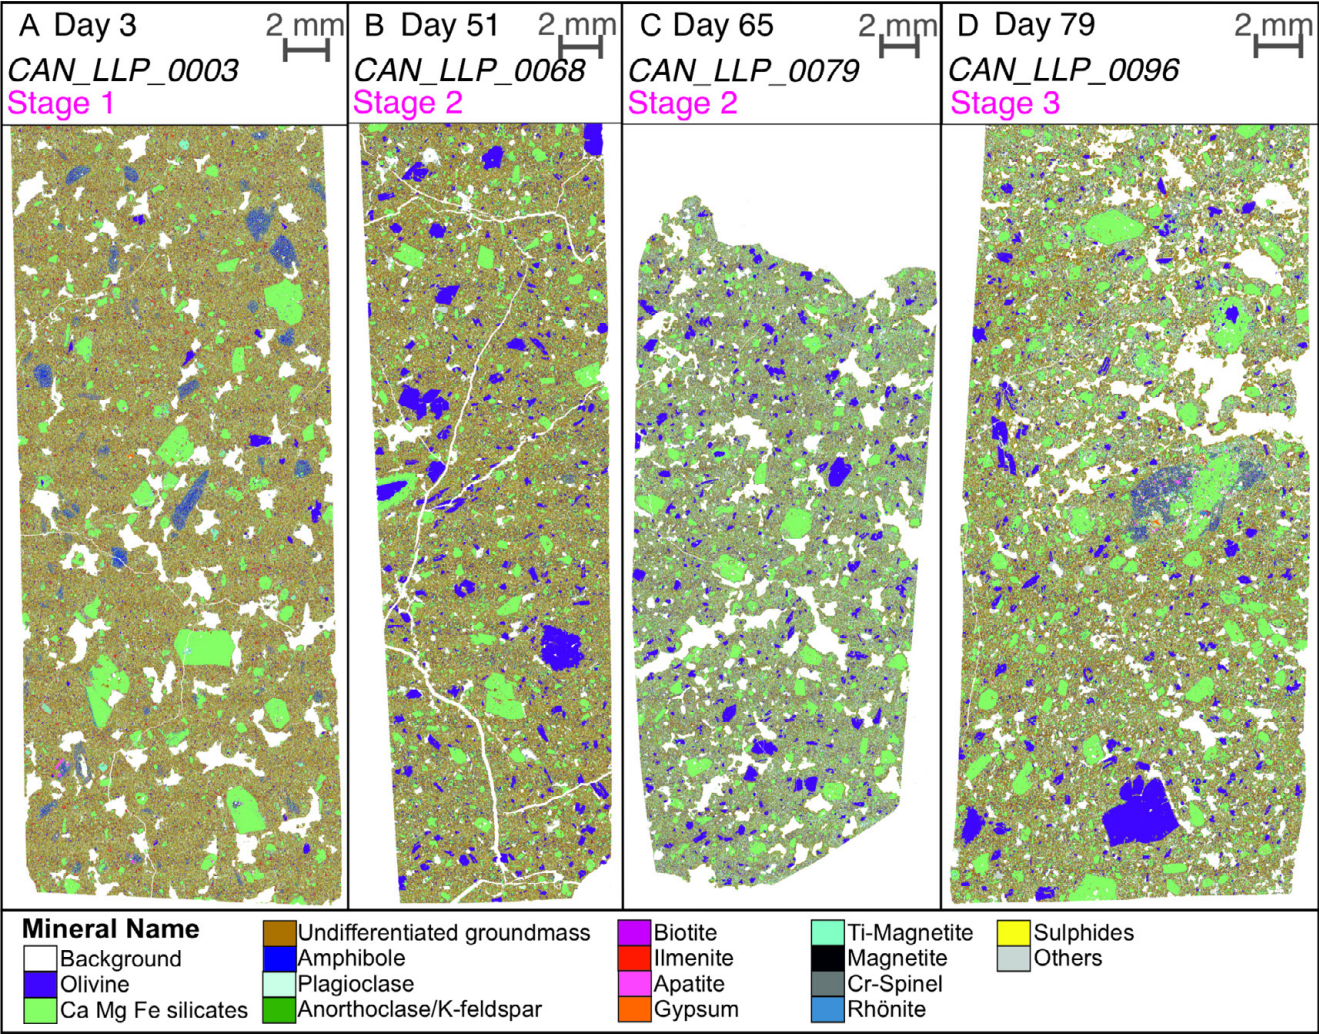 A Day 3
2 mm
CAN_LLP_0003
Stage 1
B Day 51
2 mm
CAN_LLP_0068
Stage 2
C Day 65
2 mm
CAN_LLP_0079
Stage 2
D Day 79
2 mm
CAN_LLP_0096
Stage 3
Mineral Name
Background
Olivine
Ca Mg Fe silicates
Undifferentiated groundmass
Amphibole
Plagioclase
Anorthoclase/K-feldspar
Biotite
Ilmenite
Apatite
Gypsum
Ti-Magnetite
Magnetite
Cr-Spinel
Rhönite
Sulphides
Others